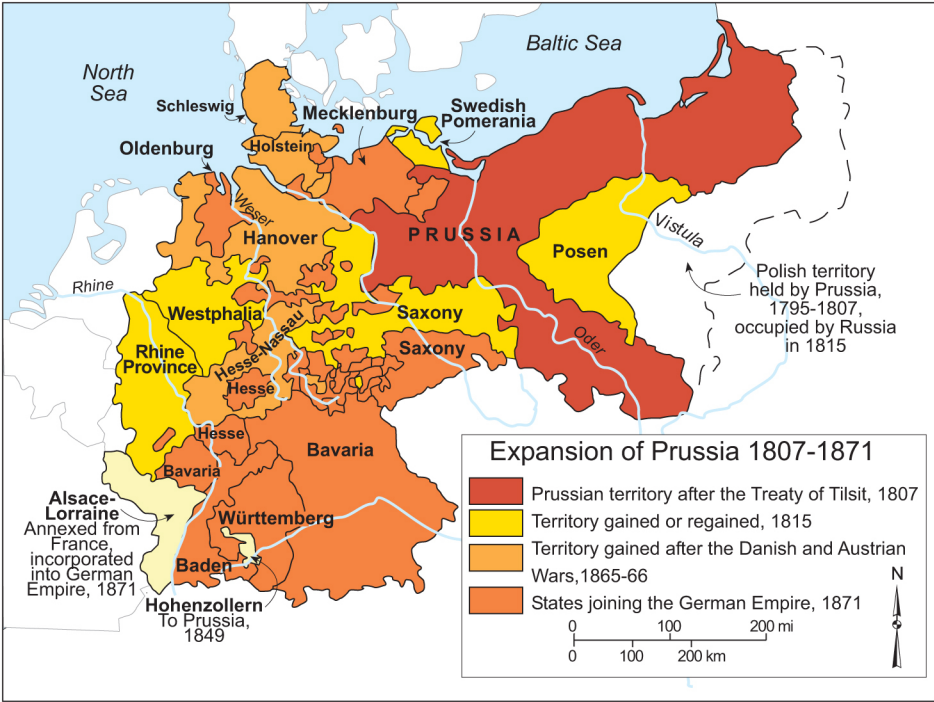 Baltic Sea
North
Sea
Schleswig
Mecklenburg
Swedish
Pomerania
Holstein
Oldenburg
Weser
Hanover
PRUSSIA
Posen
Vistula
Polish territory
held by Prussia,
1795-1807,
occupied by Russia
in 1815
Rhine
Westphalia
Saxony
Oder
Hesse-Nassau
Saxony
Rhine
Province
Hesse
Hesse
Bavaria
Bavaria
Alsace-
Lorraine
Annexed from
France,
incorporated
into German
Empire, 1871
Württemberg
Baden
Hohenzollern
To Prussia,
1849
Expansion of Prussia 1807-1871
Prussian territory after the Treaty of Tilsit, 1807
Territory gained or regained, 1815
Territory gained after the Danish and Austrian
Wars,1865-66
States joining the German Empire, 1871
N
0 100 200 mi
0 100 200 km